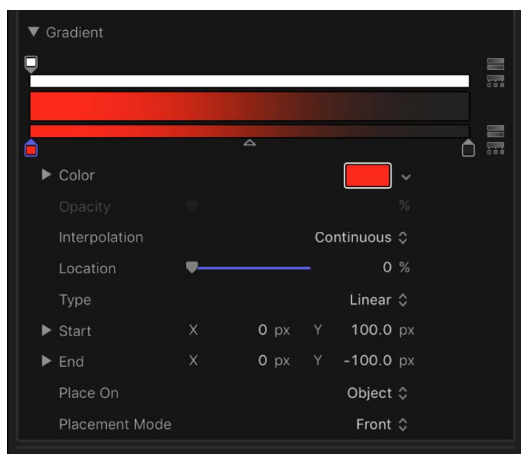 Gradient
Color
Opacity %
Interpolation Continuous
Location 0 %
Type Linear
Start X 0 px Y 100.0 px
End X 0 px Y -100.0 px
Place On Object
Placement Mode Front